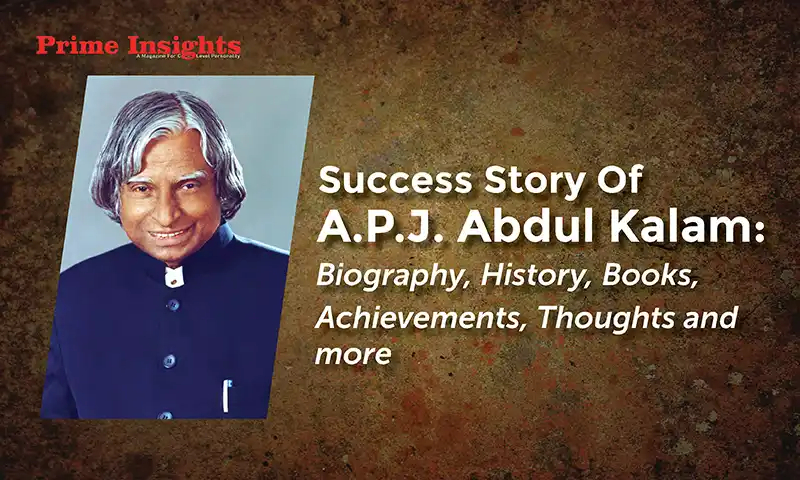 Prime Insights
A Magazine For C Level Personality
Success Story Of
A.P.J. Abdul Kalam:
Biography, History, Books,
Achievements, Thoughts and
more